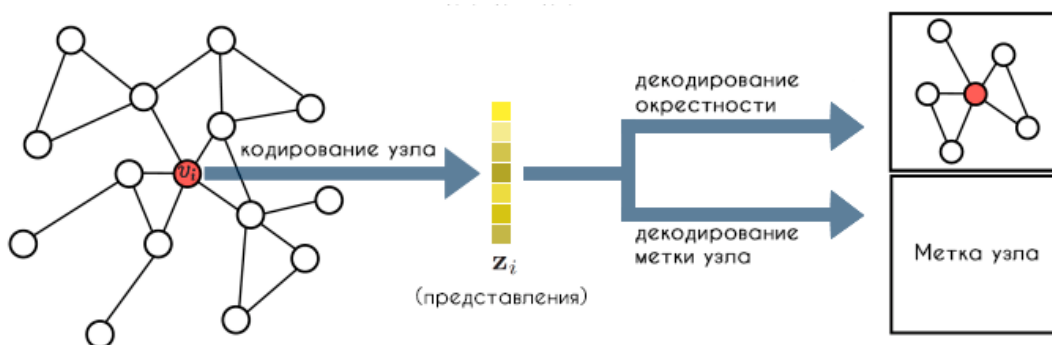 декодирование
окрестности
кодирование узла
v_i
декодирование
метки узла
Метка узла
z_i
(представления)